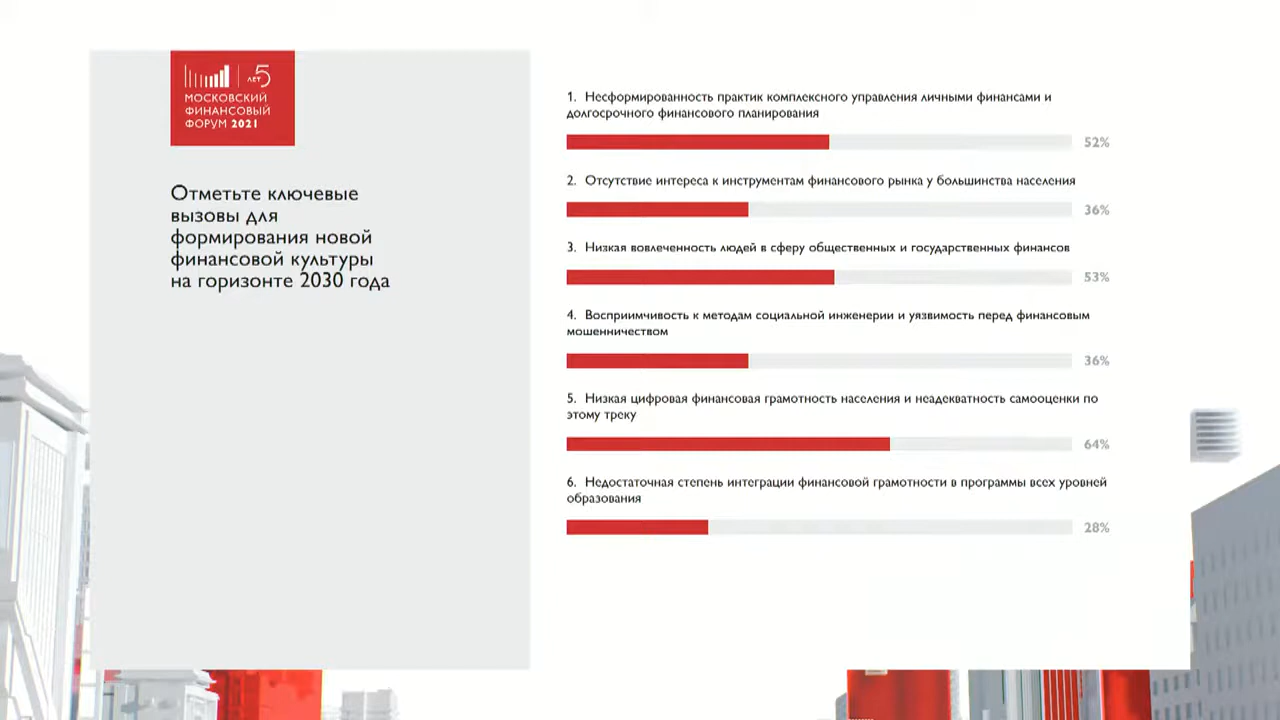 ЛЕТ 5
МОСКОВСКИЙ
ФИНАНСОВЫЙ
ФОРУМ 2021
Отметьте ключевые
вызовы для
формирования новой
финансовой культуры
на горизонте 2030 года
1. Несформированность практик комплексного управления личными финансами и
долгосрочного финансового планирования
52%
2. Отсутствие интереса к инструментам финансового рынка у большинства населения
36%
3. Низкая вовлеченность людей в сферу общественных и государственных финансов
53%
4. Восприимчивость к методам социальной инженерии и уязвимость перед финансовым
мошенничеством
36%
5. Низкая цифровая финансовая грамотность населения и неадекватность самооценки по
этому треку
64%
6. Недостаточная степень интеграции финансовой грамотности в программы всех уровней
образования
28%